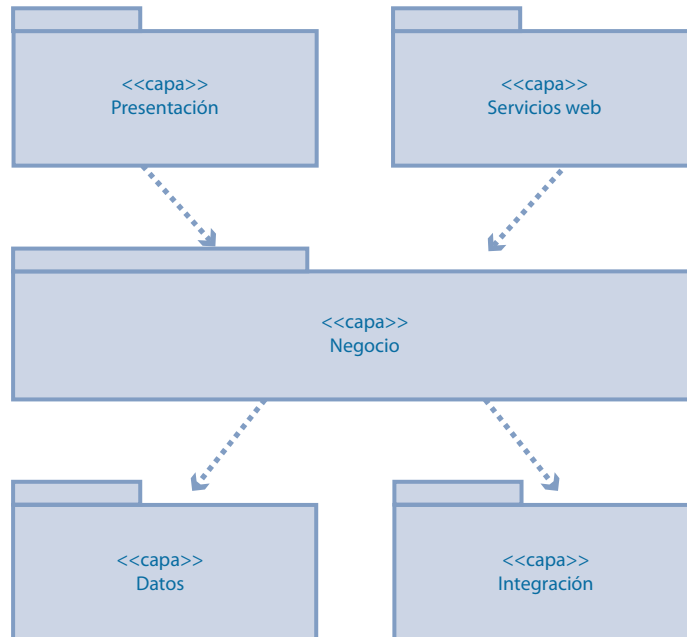 <<capa>>
Presentación
<<capa>>
Servicios web
<<capa>>
Negocio
<<capa>>
Datos
<<capa>>
Integración